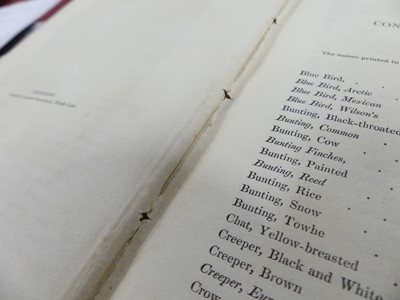 CON
The names printed in
Blue Bird, . .
Blue Bird, Arctic
Blue Bird, Mexican
Blue Bird, Wilson's
Bunting, Black-throated
Bunting, Common
Bunting, Cow
Bunting Finches,
Bunting, Painted
Bunting, Reed
Bunting, Rice
Bunting, Snow
Bunting, Towhe
Chat, Yellow-breasted
Creeper, Black and White
Creeper, Brown
Creeper, Eur
Crow